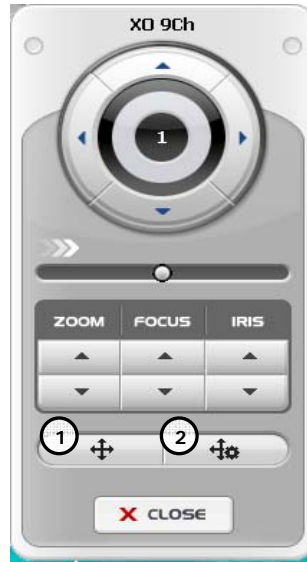 XO 9Ch
1
ZOOM FOCUS IRIS
1 2
X CLOSE